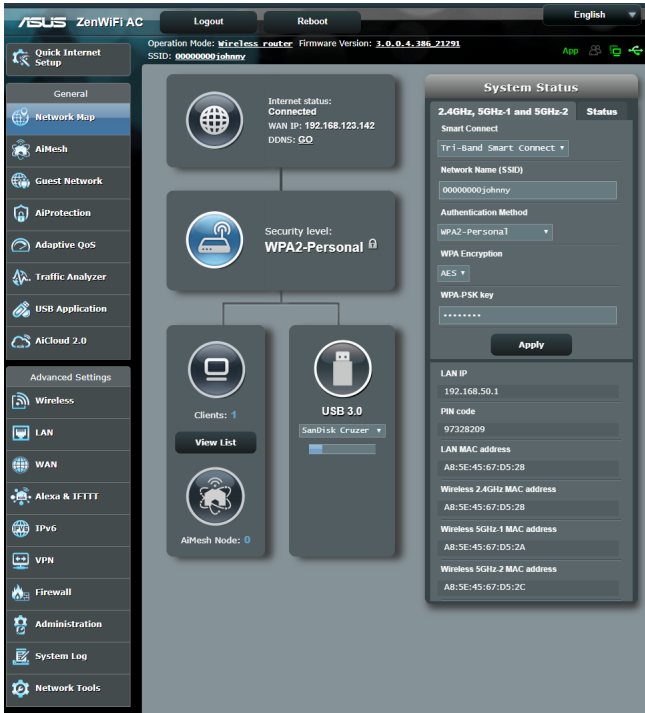 ASUS ZenWiFi AC
Logout
Reboot
English
Operation Mode: Wireless router Firmware Version: 3.0.0.4.386_21291
SSID: 00000000johnny
App
Quick Internet
Setup
General
Network Map
AiMesh
Guest Network
AiProtection
Adaptive QoS
Traffic Analyzer
USB Application
AiCloud 2.0
Advanced Settings
Wireless
LAN
WAN
Alexa & IFTTT
IPv6
VPN
Firewall
Administration
System Log
Network Tools
Internet status:
Connected
WAN IP: 192.168.123.142
DDNS: GO
Security level:
WPA2-Personal
Clients: 1
View List
AiMesh Node: 0
USB 3.0
SanDisk Cruzer
System Status
2.4GHz, 5GHz-1 and 5GHz-2
Status
Smart Connect
Tri-Band Smart Connect
Network Name (SSID)
00000000johnny
Authentication Method
WPA2-Personal
WPA Encryption
AES
WPA-PSK key
········
Apply
LAN IP
192.168.50.1
PIN code
97328209
LAN MAC address
A8:5E:45:67:D5:28
Wireless 2.4GHz MAC address
A8:5E:45:67:D5:28
Wireless 5GHz-1 MAC address
A8:5E:45:67:D5:2A
Wireless 5GHz-2 MAC address
A8:5E:45:67:D5:2C